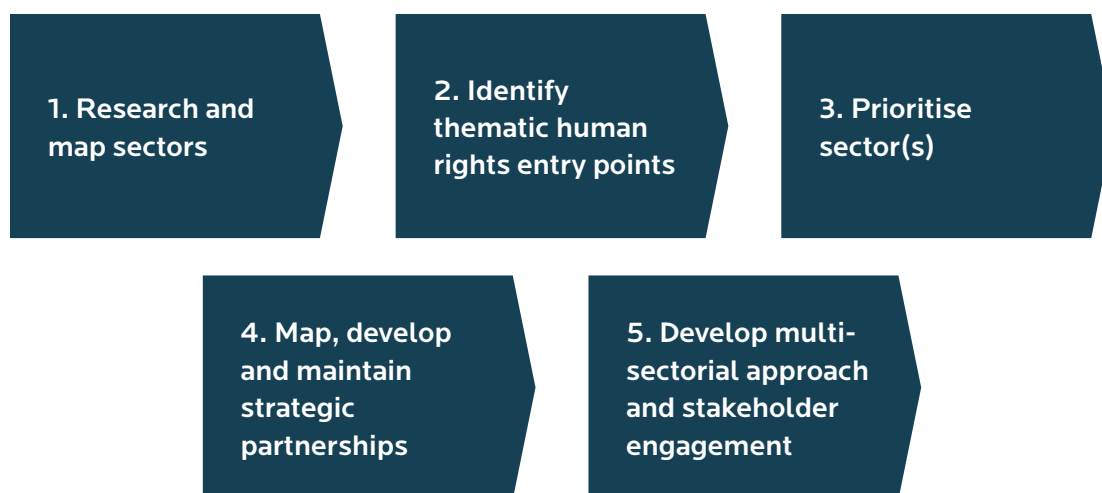 1. Research and
map sectors
2. Identify
thematic human
rights entry points
3. Prioritise
sector(s)
4. Map, develop
and maintain
strategic
partnerships
5. Develop multi-
sectorial approach
and stakeholder
engagement